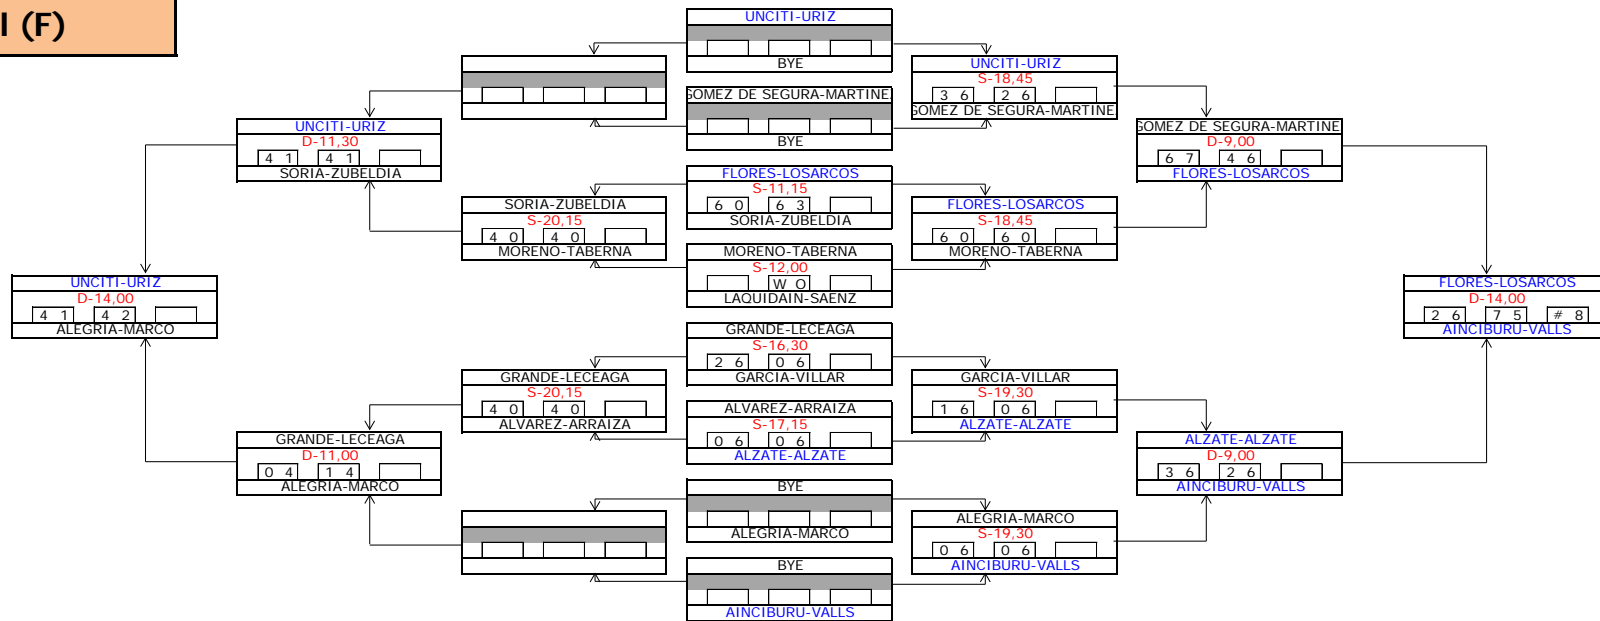 I (F)
UNCITI-URIZ
BYE
GOMEZ DE SEGURA-MARTINE
BYE
UNCITI-URIZ
S-18,45
3 6 2 6
GOMEZ DE SEGURA-MARTINE
UNCITI-URIZ
D-11,30
4 1 4 1
SORIA-ZUBELDIA
GOMEZ DE SEGURA-MARTINE
D-9,00
6 7 4 6
FLORES-LOSARCOS
FLORES-LOSARCOS
S-11,15
6 0 6 3
SORIA-ZUBELDIA
SORIA-ZUBELDIA
S-20,15
4 0 4 0
MORENO-TABERNA
FLORES-LOSARCOS
S-18,45
6 0 6 0
MORENO-TABERNA
MORENO-TABERNA
S-12,00
W O
LAQUIDAIN-SAENZ
UNCITI-URIZ
D-14,00
4 1 4 2
ALEGRIA-MARCO
FLORES-LOSARCOS
D-14,00
2 6 7 5 # 8
AINCIBURU-VALLS
GRANDE-LECEAGA
S-16,30
2 6 0 6
GARCIA-VILLAR
GRANDE-LECEAGA
S-20,15
4 0 4 0
ALVAREZ-ARRAIZA
GARCIA-VILLAR
S-19,30
1 6 0 6
ALZATE-ALZATE
ALVAREZ-ARRAIZA
S-17,15
0 6 0 6
ALZATE-ALZATE
GRANDE-LECEAGA
D-11,00
0 4 1 4
ALEGRIA-MARCO
ALZATE-ALZATE
D-9,00
3 6 2 6
AINCIBURU-VALLS
BYE
ALEGRIA-MARCO
ALEGRIA-MARCO
S-19,30
0 6 0 6
AINCIBURU-VALLS
BYE
AINCIBURU-VALLS